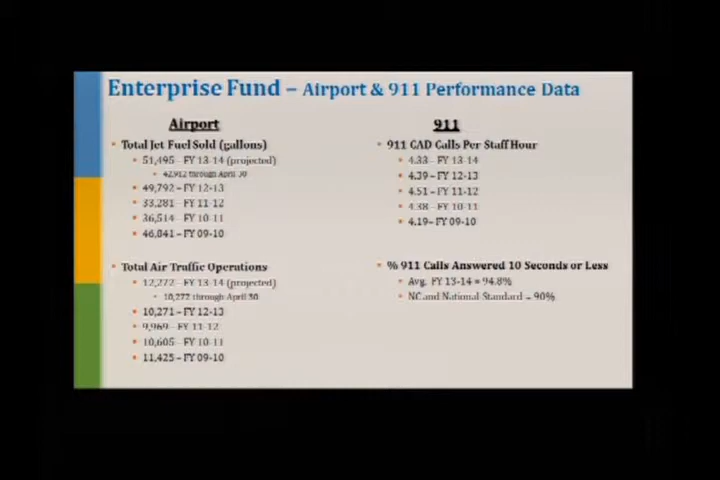 Enterprise Fund – Airport & 911 Performance Data
Airport
• Total Jet Fuel Sold (gallons)
• 51,495 – FY 13-14 (projected)
• 42,912 through April 30
• 49,792 – FY 12-13
• 33,281 – FY 11-12
• 36,514 – FY 10-11
• 46,841 – FY 09-10
• Total Air Traffic Operations
• 12,272 – FY 13-14 (projected)
• 10,272 through April 30
• 10,271 – FY 12-13
• 9,969 – FY 11-12
• 10,605 – FY 10-11
• 11,425 – FY 09-10
911
• 911 CAD Calls Per Staff Hour
• 4.33 – FY 13-14
• 4.39 – FY 12-13
• 4.51 – FY 11-12
• 4.38 – FY 10-11
• 4.19 – FY 09-10
• % 911 Calls Answered 10 Seconds or Less
• Avg. FY 13-14 = 94.8%
• NC and National Standard – 90%